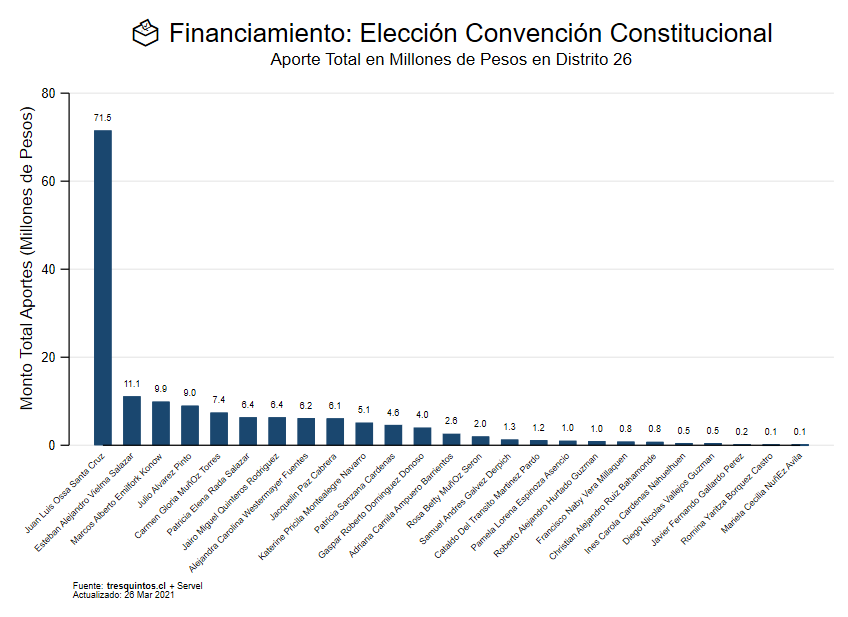 Financiamiento: Elección Convención Constitucional
Aporte Total en Millones de Pesos en Distrito 26
Monto Total Aportes (Millones de Pesos)
80
60
40
20
0
71.5
11.1
9.9
9.0
7.4
6.4
6.4
6.2
6.1
5.1
4.6
4.0
2.6
2.0
1.3
1.2
1.0
1.0
0.8
0.8
0.5
0.5
0.2
0.1
0.1
Juan Luis Ossa Santa Cruz
Esteban Alejandro Vielma Salazar
Marcos Alberto Emilfork Konow
Julio Alvarez Pinto
Carmen Gloria MuñOz Torres
Patricia Elena Rada Salazar
Jairo Miguel Quinteros Rodriguez
Alejandra Carolina Westermayer Fuentes
Jacquelin Paz Cabrera
Katerine Priola Montealegre Navarro
Patricia Sanzana Cardenas
Gaspar Roberto Dominguez Donoso
Adriana Camila Ampuero Barrientos
Rosa Betty MuñOz Seron
Samuel Andres Galvez Derpich
Cataldo Del Transito Martinez Pardo
Pamela Lorena Espinoza Asencio
Roberto Alejandro Hurtado Guzman
Francisco Naby Vera Millaquen
Christian Alejandro Ruiz Bahamonde
Ines Carola Cardenas Nahuelhuen
Diego Nicolas Vallejos Guzman
Javier Fernando Gallardo Perez
Romina Yaritza Borquez Castro
Mariela Cecilia NuñEz Avila
Fuente: tresquintos.cl + Servel
Actualizado: 26 Mar 2021